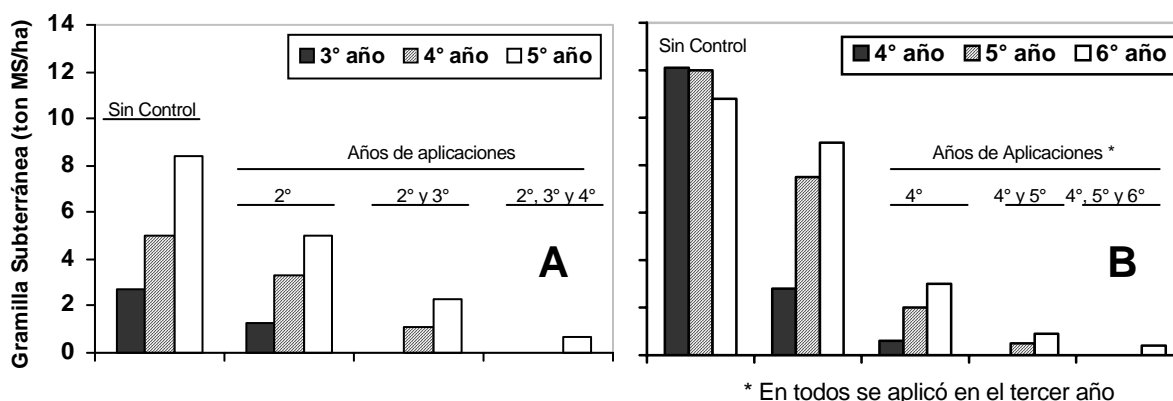 Gramilla Subterránea (ton MS/ha)
14
12
10
8
6
4
2
0
3° año 4° año 5° año
Sin Control
Años de aplicaciones
2° 2° y 3° 2°, 3° y 4°
A
4° año 5° año 6° año
Sin Control
Años de Aplicaciones *
4° 4° y 5° 4°, 5° y 6°
B
* En todos se aplicó en el tercer año